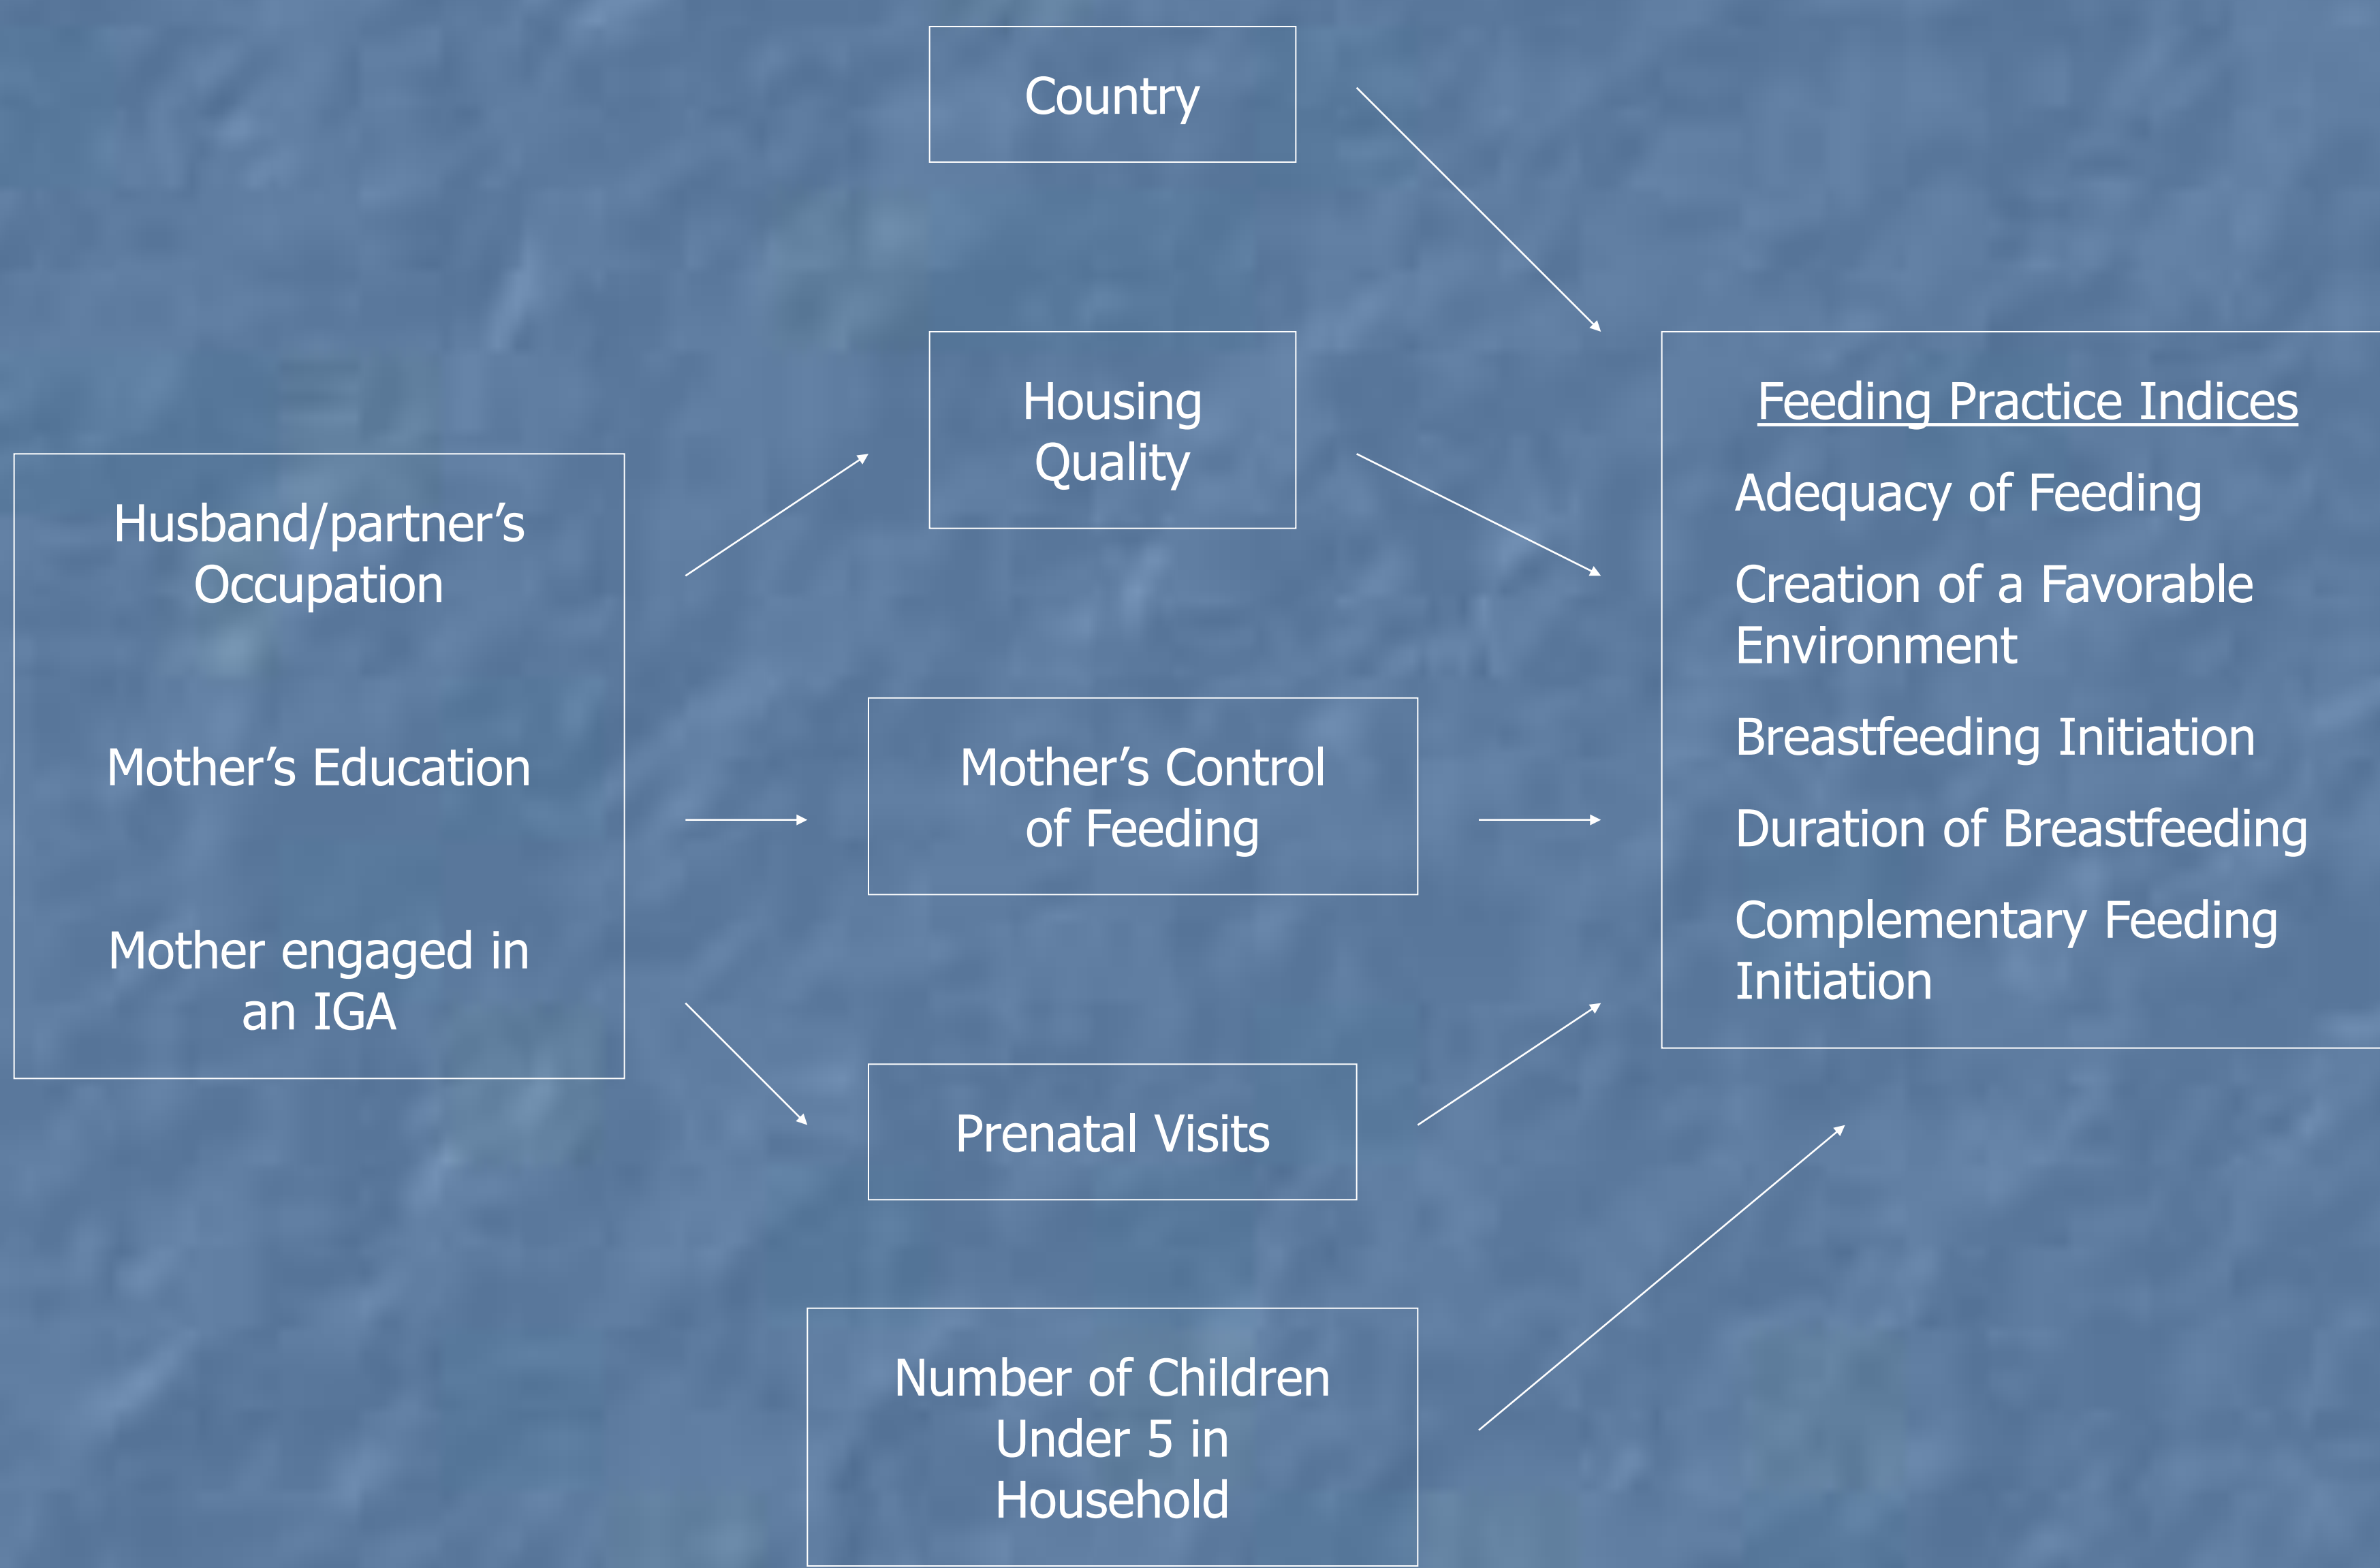 Country
Housing
Quality
Husband/partner’s
Occupation
Mother’s Education
Mother engaged in
an IGA
Mother’s Control
of Feeding
Prenatal Visits
Number of Children
Under 5 in
Household
Feeding Practice Indices
Adequacy of Feeding
Creation of a Favorable
Environment
Breastfeeding Initiation
Duration of Breastfeeding
Complementary Feeding
Initiation